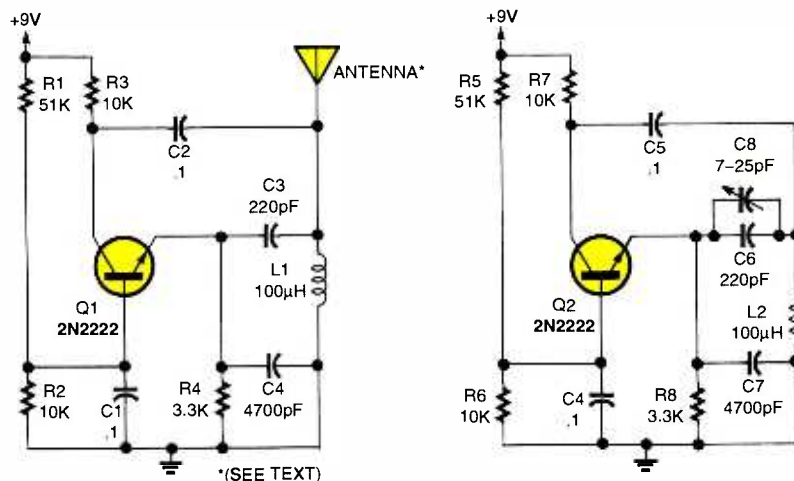 +9V
R1
51K
R3
10K
C2
.1
ANTENNA*
C3
220pF
L1
100µH
Q1
2N2222
R2
10K
C1
.1
R4
3.3K
C4
4700pF
*(SEE TEXT)
+9V
R5
51K
R7
10K
C5
.1
C8
7–25pF
C6
220pF
L2
100µH
Q2
2N2222
R6
10K
C4
.1
R8
3.3K
C7
4700pF